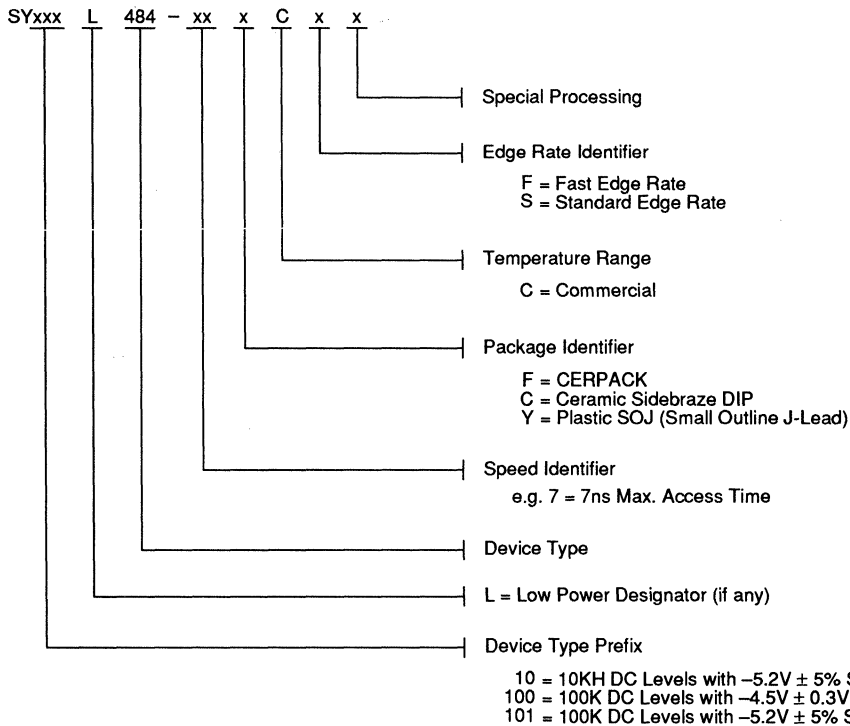 SYxxx L 484 – xx x C x x
Special Processing
Edge Rate Identifier
F = Fast Edge Rate
S = Standard Edge Rate
Temperature Range
C = Commercial
Package Identifier
F = CERPACK
C = Ceramic Sidebraze DIP
Y = Plastic SOJ (Small Outline J-Lead)
Speed Identifier
e.g. 7 = 7ns Max. Access Time
Device Type
L = Low Power Designator (if any)
Device Type Prefix
10 = 10KH DC Levels with –5.2V ± 5%
100 = 100K DC Levels with –4.5V ± 0.3V
101 = 100K DC Levels with –5.2V ± 5%